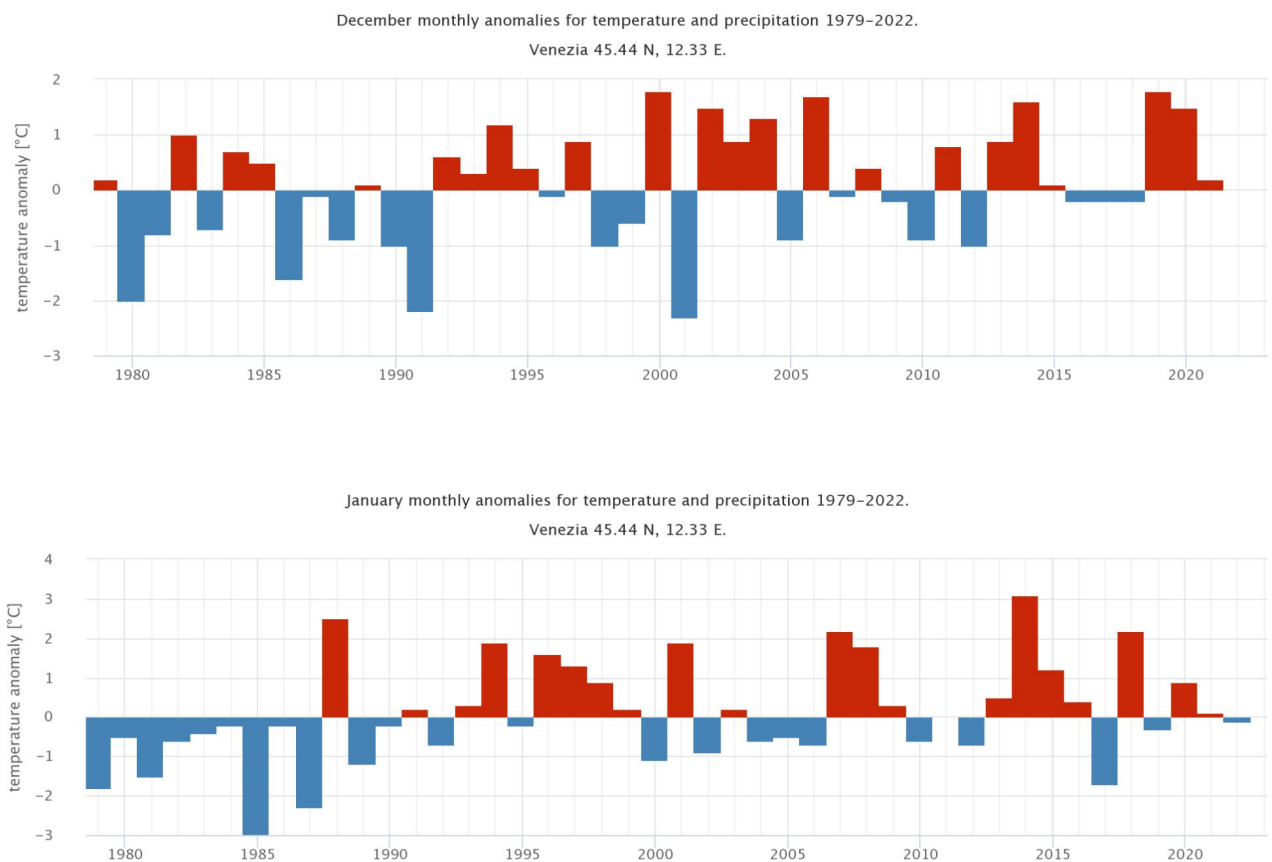 December monthly anomalies for temperature and precipitation 1979-2022.
Venezia 45.44 N, 12.33 E.
temperature anomaly [°C]
2
1
0
-1
-2
-3
1980 1985 1990 1995 2000 2005 2010 2015 2020
January monthly anomalies for temperature and precipitation 1979-2022.
Venezia 45.44 N, 12.33 E.
temperature anomaly [°C]
4
3
2
1
0
-1
-2
-3
1980 1985 1990 1995 2000 2005 2010 2015 2020